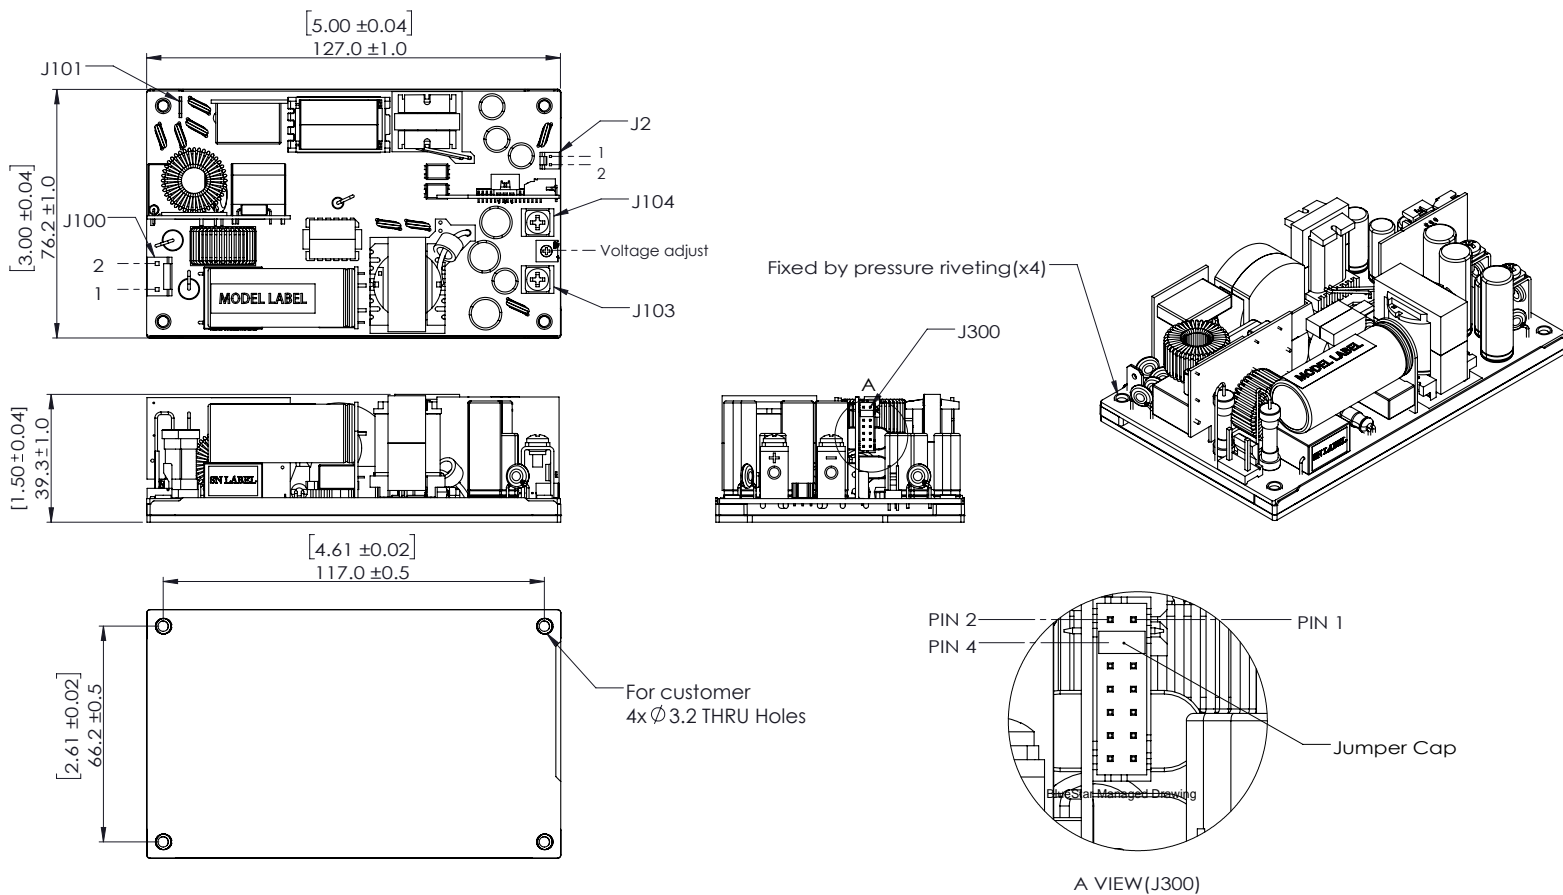 [5.00 ±0.04]
127.0 ±1.0
J101
J2
1
2
[3.00 ±0.04]
76.2 ±1.0
J100
2
1
J104
Voltage adjust
J103
MODEL LABEL
Fixed by pressure riveting(x4)
MODEL LABEL
SN LABEL
J300
A
+
−
[1.50±0.04]
39.3± 1.0
SN LABEL
[4.61 ±0.02]
117.0 ±0.5
[2.61 ±0.02]
66.2 ±0.5
For customer
4x Ø 3.2 THRU Holes
PIN 2
PIN 1
PIN 4
Jumper Cap
BlueStar Managed Drawing
A VIEW(J300)